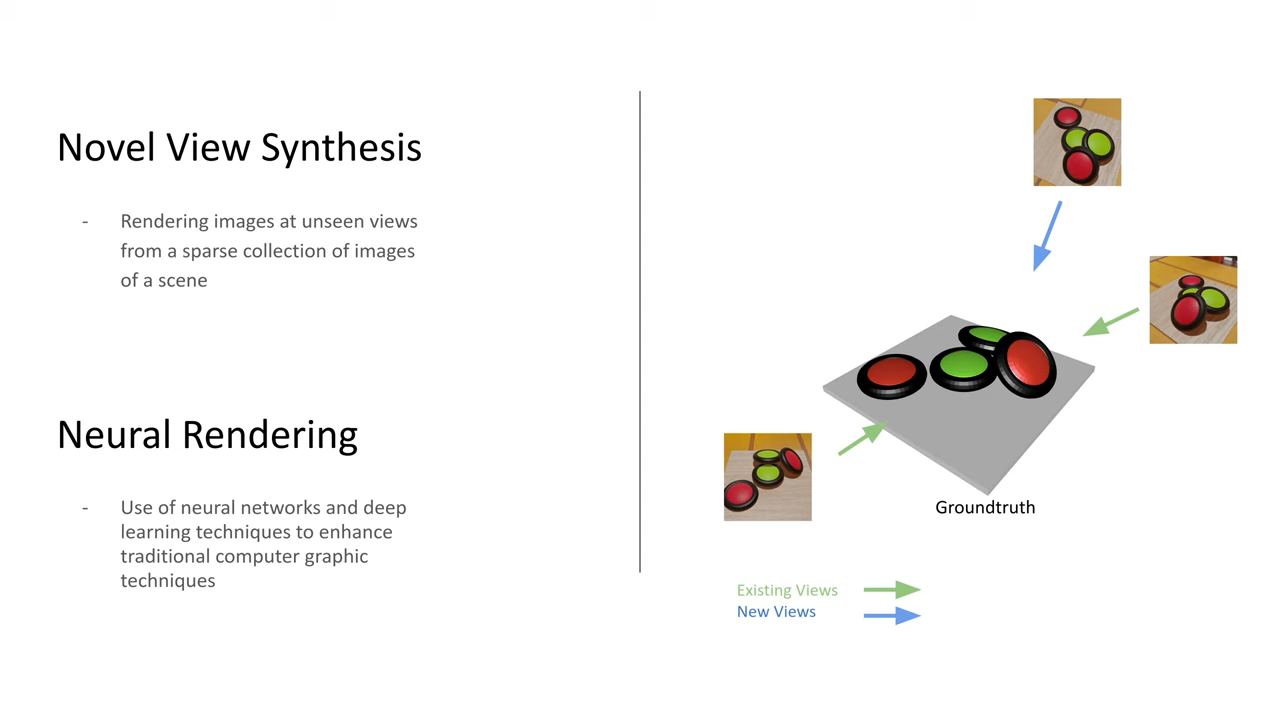 Novel View Synthesis
- Rendering images at unseen views
from a sparse collection of images
of a scene
Neural Rendering
- Use of neural networks and deep
learning techniques to enhance
traditional computer graphic
techniques
Groundtruth
Existing Views
New Views